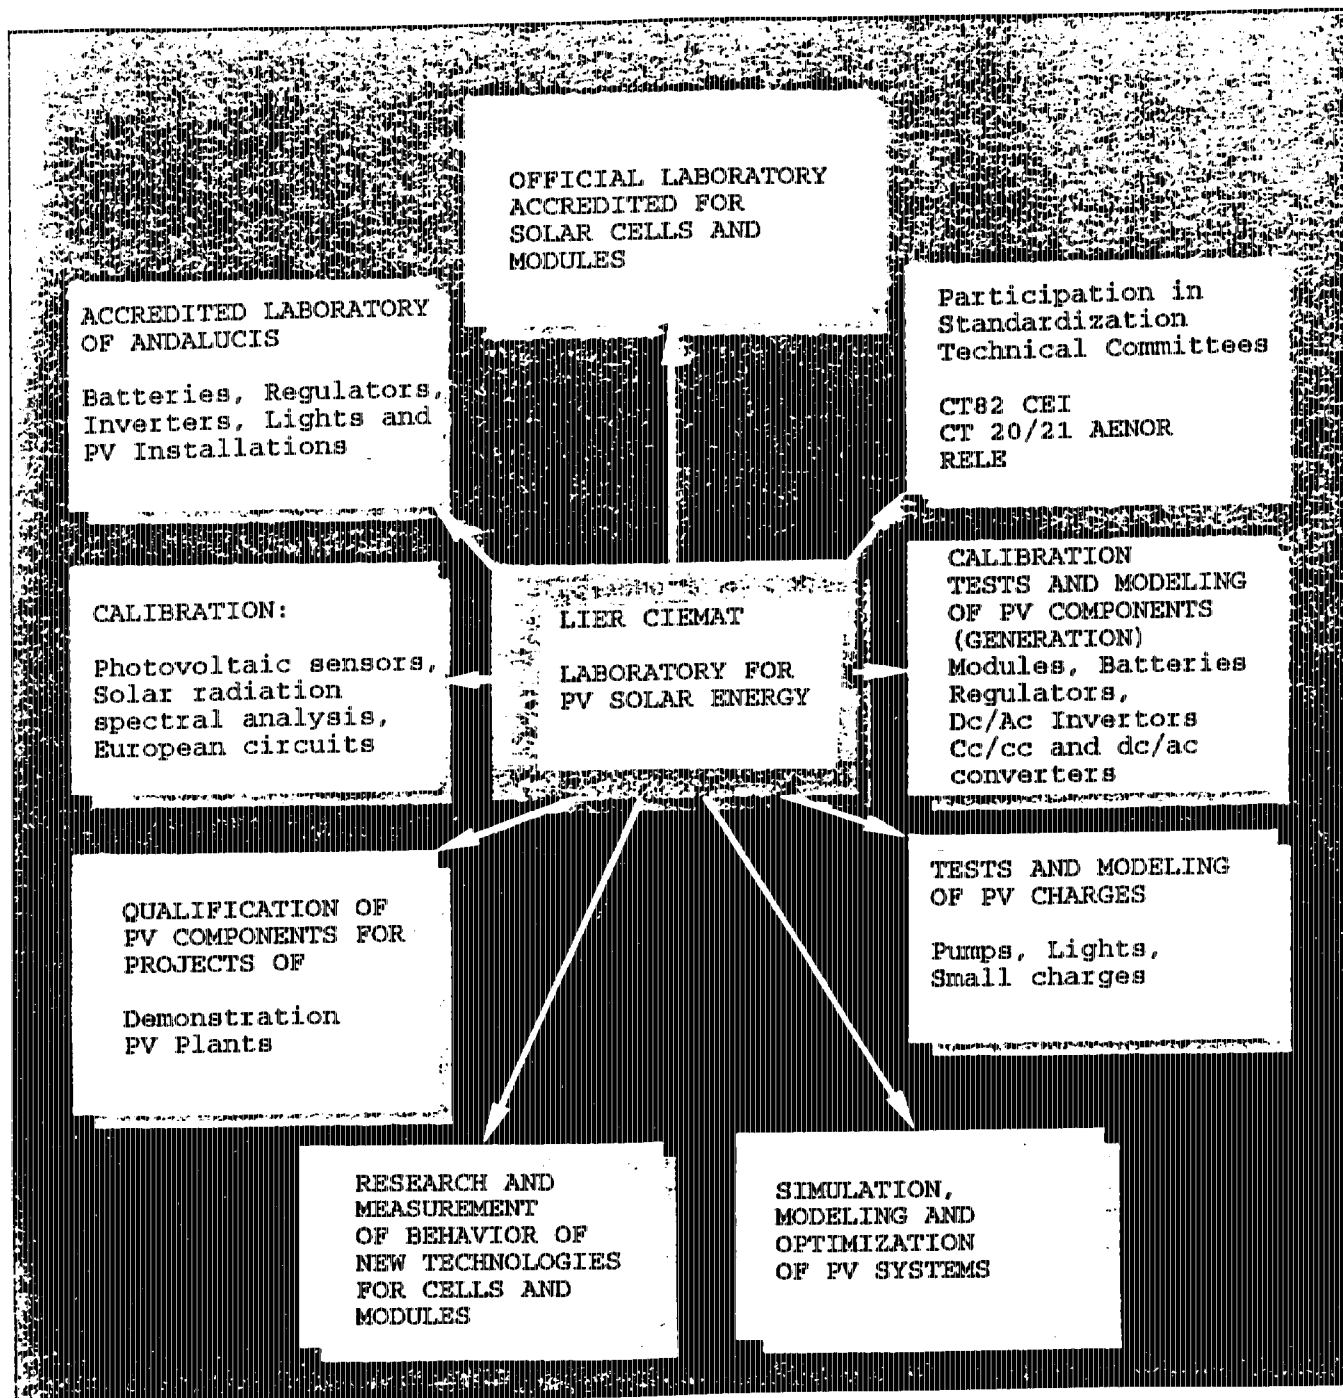 OFFICIAL LABORATORY
ACCREDITED FOR
SOLAR CELLS AND
MODULES
ACCREDITED LABORATORY
OF ANDALUCIS
Batteries, Regulators,
Inverters, Lights and
PV Installations
Participation in
Standardization
Technical Committees
CT82 CEI
CT 20/21 AENOR
RELE
CALIBRATION:
Photovoltaic sensors,
Solar radiation
spectral analysis,
European circuits
LIER CIEMAT
LABORATORY FOR
PV SOLAR ENERGY
CALIBRATION
TESTS AND MODELING
OF PV COMPONENTS
(GENERATION)
Modules, Batteries
Regulators,
Dc/Ac Invertors
Cc/cc and dc/ac
converters
QUALIFICATION OF
PV COMPONENTS FOR
PROJECTS OF
Demonstration
PV Plants
TESTS AND MODELING
OF PV CHARGES
Pumps, Lights,
Small charges
RESEARCH AND
MEASUREMENT
OF BEHAVIOR OF
NEW TECHNOLOGIES
FOR CELLS AND
MODULES
SIMULATION,
MODELING AND
OPTIMIZATION
OF PV SYSTEMS